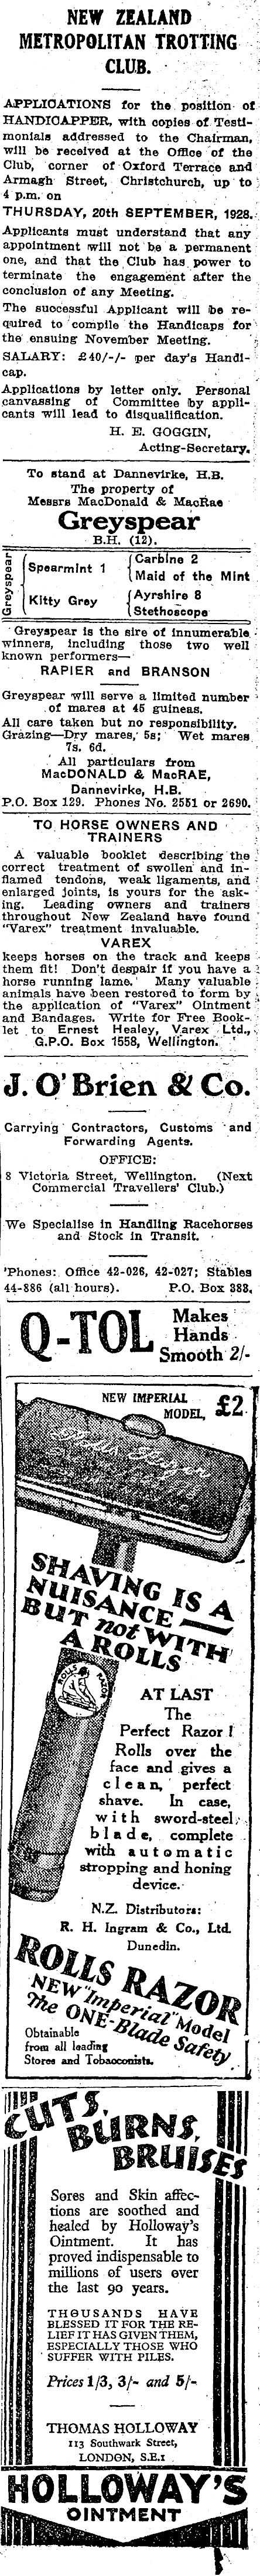 NEW ZEALAND
METROPOLITAN TROTTING
CLUB.
APPLICATIONS for the position of
HANDICAPPER, with copies of Testi-
monials addressed to the Chairman,
will be received at the Office of the
Club, corner of Oxford Terrace and
Armagh Street, Christchurch, up to
4 p.m. on
THURSDAY, 20th SEPTEMBER, 1928.
Applicants must understand that any
appointment will not be a permanent
one, and that the Club has power to
terminate the engagement after the
conclusion of any Meeting.
The successful Applicant will be re-
quired to compile the Handicaps for
the ensuing November Meeting.
SALARY: £40/-/- per day's Handi-
cap.
Applications by letter only. Personal
canvassing of Committee by appli-
cants will lead to disqualification.
H. E. GOGGIN,
Acting-Secretary.
To stand at Dannevirke, H.B.
The property of
Messrs MacDonald & MacRae
Greyspear
B.H. (12).
Greyspear
Spearmint 1
Carbine 2
Maid of the Mint
Kitty Grey
Ayrshire 8
Stethoscope
Greyspear is the sire of innumerable
winners, including those two well
known performers—
RAPIER and BRANSON
Greyspear will serve a limited number
of mares at 45 guineas.
All care taken but no responsibility.
Grazing—Dry mares, 5s; Wet mares
7s. 6d.
All particulars from
MacDONALD & MacRAE,
Dannevirke, H.B.
P.O. Box 129. Phones No. 2551 or 2690.
TO HORSE OWNERS AND
TRAINERS
A valuable booklet describing the
correct treatment of swollen and in-
flamed tendons, weak ligaments, and
enlarged joints, is yours for the ask-
ing. Leading owners and trainers
throughout New Zealand have found
"Varex" treatment invaluable.
VAREX
keeps horses on the track and keeps
them fit! Don't despair if you have a
horse running lame. Many valuable
animals have been restored to form by
the application of "Varex" Ointment
and Bandages. Write for Free Book-
let to Ernest Healey, Varex Ltd.,
G.P.O. Box 1558, Wellington.
J. O'Brien & Co.
Carrying Contractors, Customs and
Forwarding Agents.
OFFICE:
8 Victoria Street, Wellington. (Next
Commercial Travellers' Club.)
We Specialise in Handling Racehorses
and Stock in Transit.
'Phones: Office 42-026, 42-027; Stables
44-886 (all hours). P.O. Box 388.
Q-TOL Makes
Hands
Smooth 2/-
NEW IMPERIAL
MODEL, £2
Rolls Razor
SHAVING IS A
NUISANCE—
BUT not WITH
A ROLLS
ROLLS RAZOR
AT LAST
The
Perfect Razor!
Rolls over the
face and gives a
clean, perfect
shave. In case,
with sword-steel
blade, complete
with automatic
stropping and honing
device.
N.Z. Distributors:
R. H. Ingram & Co., Ltd.
Dunedin.
ROLLS RAZOR
NEW "Imperial" Model
The ONE-Blade Safety.
Obtainable
from all leading
Stores and Tobacconists.
CUTS,
BURNS,
BRUISES
Sores and Skin affec-
tions are soothed and
healed by Holloway's
Ointment. It has
proved indispensable to
millions of users over
the last 90 years.
THOUSANDS HAVE
BLESSED IT FOR THE RE-
LIEF IT HAS GIVEN THEM,
ESPECIALLY THOSE WHO
SUFFER WITH PILES.
Prices 1/3, 3/- and 5/-
THOMAS HOLLOWAY
113 Southwark Street,
LONDON, S.E.1
HOLLOWAY'S
OINTMENT